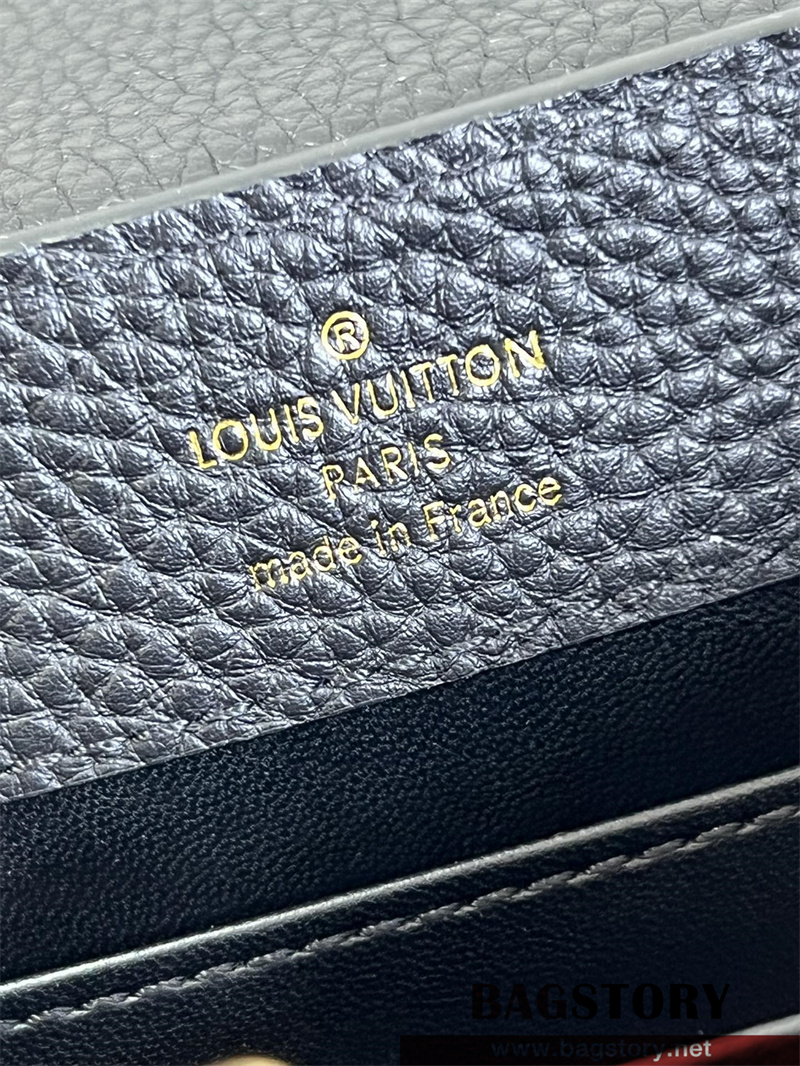 ®
LOUIS VUITTON
PARIS
made in France
BAGSTORY
www.bagstory.net